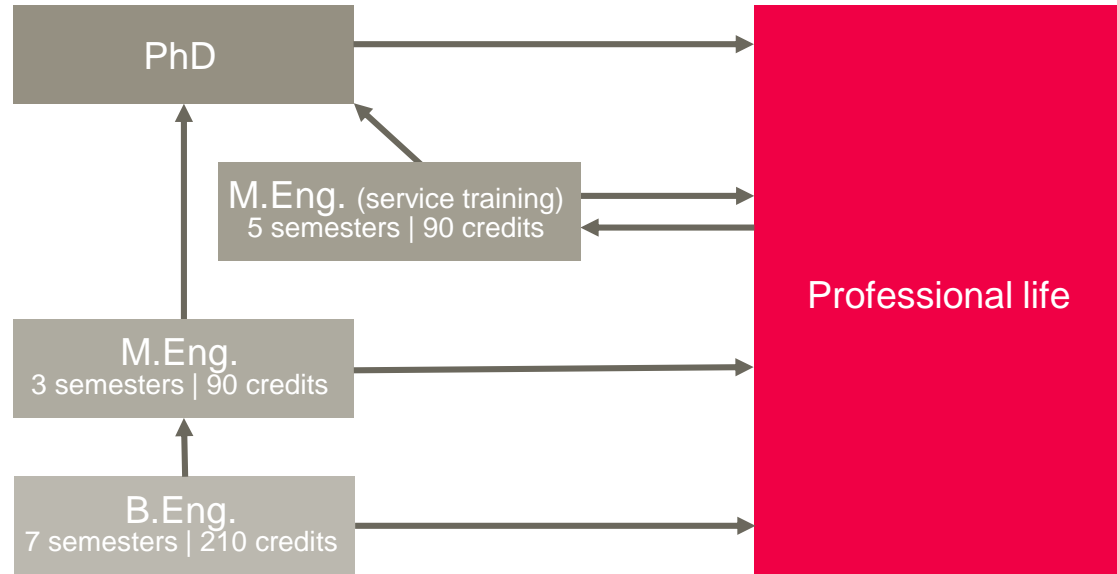 PhD
M.Eng. (service training)
5 semesters | 90 credits
Professional life
M.Eng.
3 semesters | 90 credits
B.Eng.
7 semesters | 210 credits